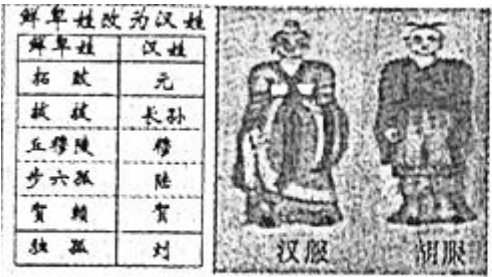 鲜卑姓改为汉姓
鲜卑姓 汉姓
拓跋 元
拔拔 长孙
丘穆陵 穆
步六孤 陆
贺赖 贺
独孤 刘
汉服 胡服